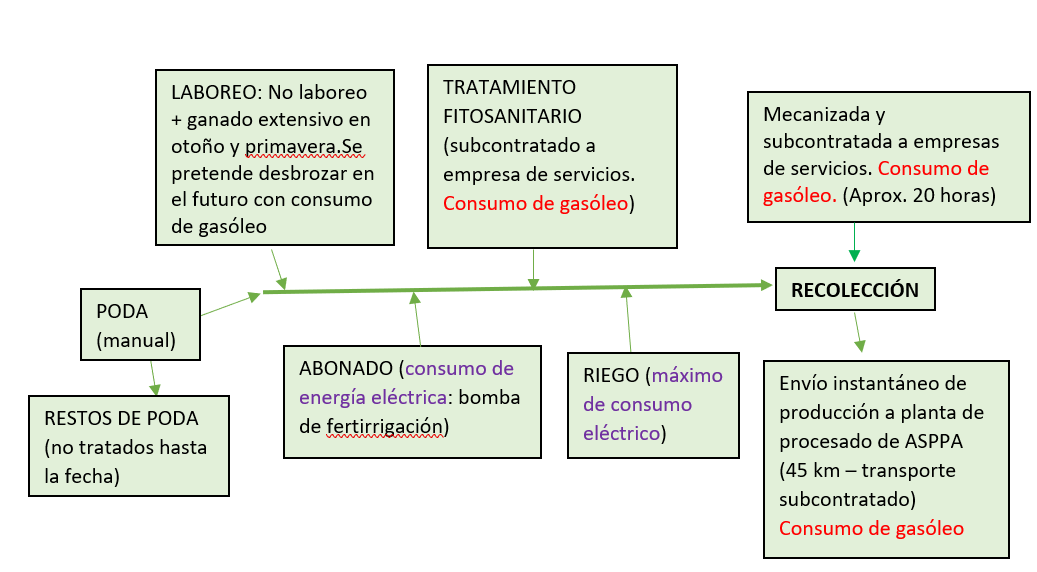 LABOREO: No laboreo
+ ganado extensivo en
otoño y primavera.Se
pretende desbrozar en
el futuro con consumo
de gasóleo
TRATAMIENTO
FITOSANITARIO
(subcontratado a
empresa de servicios.
Consumo de gasóleo)
Mecanizada y
subcontratada a empresas
de servicios. Consumo de
gasóleo. (Aprox. 20 horas)
PODA
(manual)
RECOLECCIÓN
RESTOS DE PODA
(no tratados hasta
la fecha)
ABONADO (consumo de
energía eléctrica: bomba
de fertirrigación)
RIEGO (máximo
de consumo
eléctrico)
Envío instantáneo de
producción a planta de
procesado de ASPPA
(45 km – transporte
subcontratado)
Consumo de gasóleo